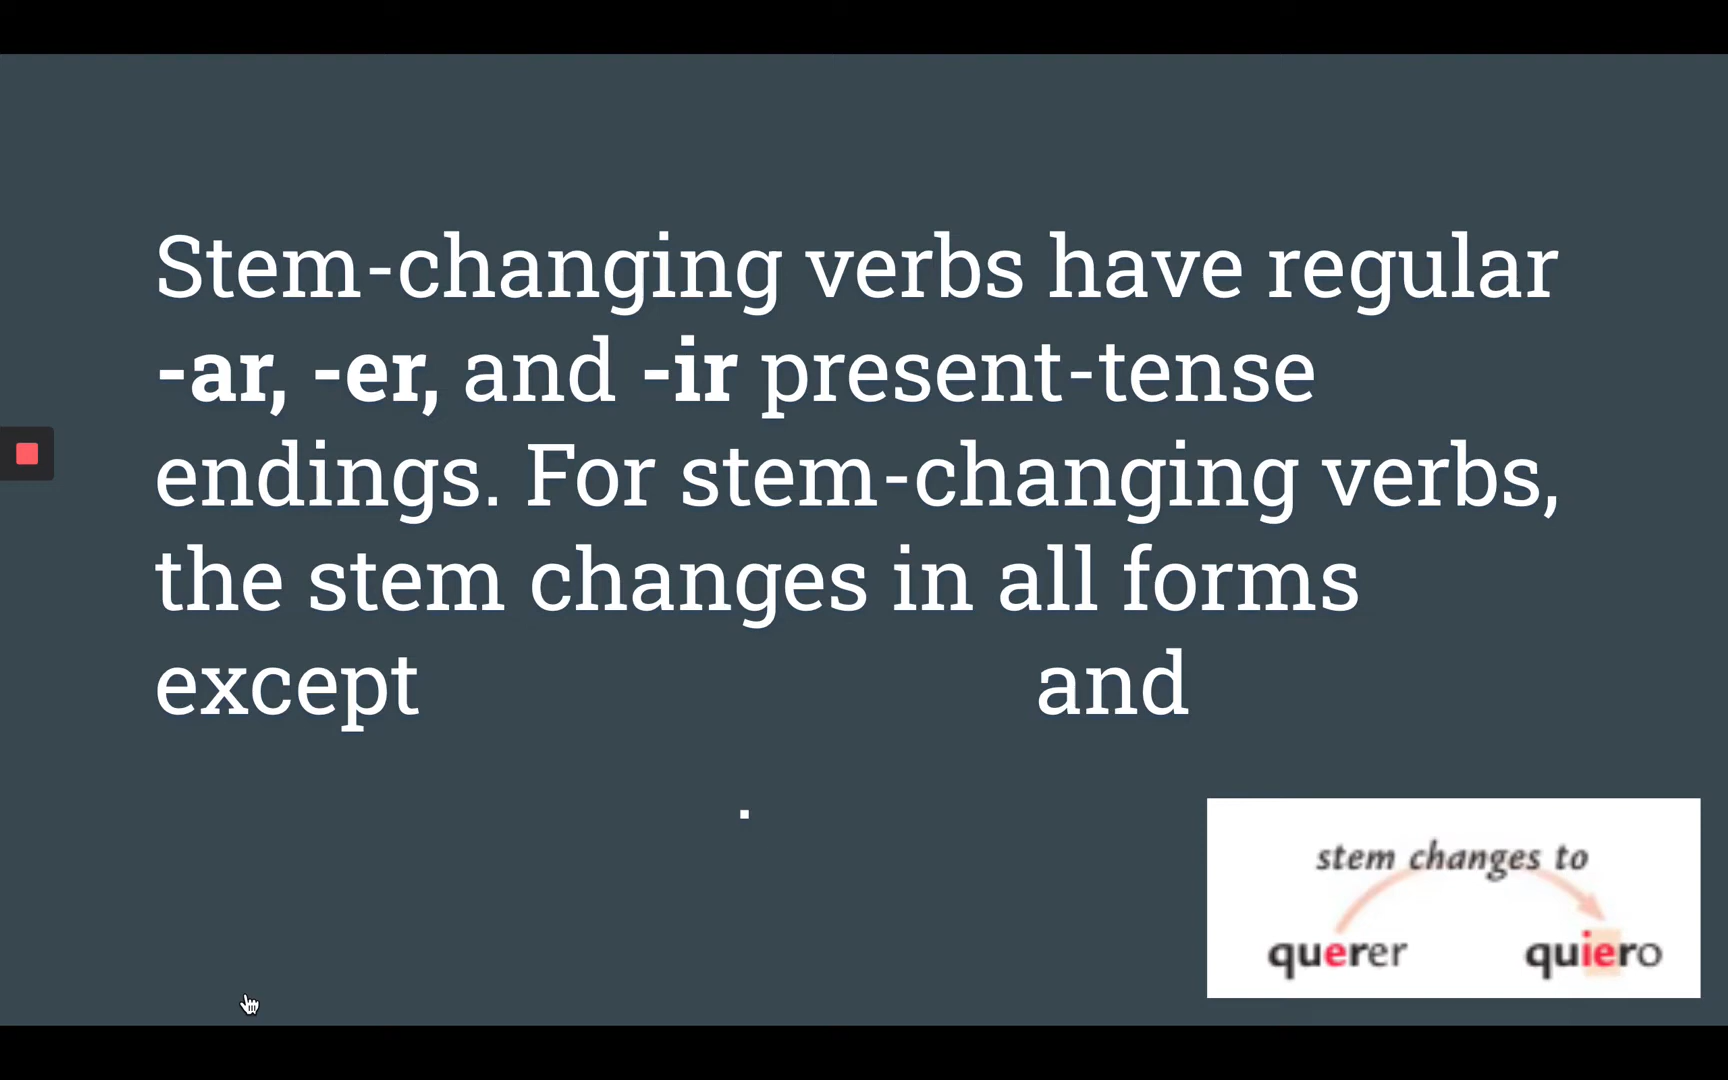 Stem-changing verbs have regular
-ar, -er, and -ir present-tense
endings. For stem-changing verbs,
the stem changes in all forms
except and
.
stem changes to
querer quiero